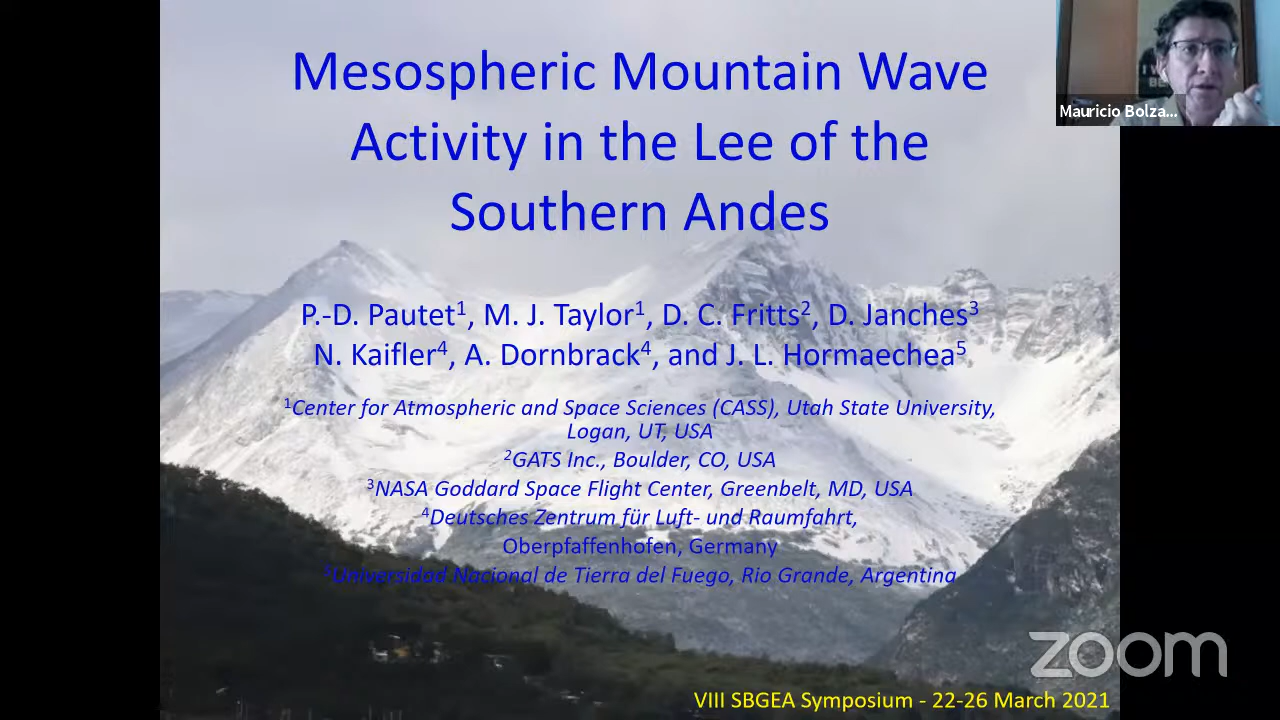 Mesospheric Mountain Wave
Activity in the Lee of the
Southern Andes
P.-D. Pautet¹, M. J. Taylor¹, D. C. Fritts², D. Janches³
N. Kaifler⁴, A. Dornbrack⁴, and J. L. Hormaechea⁵
¹Center for Atmospheric and Space Sciences (CASS), Utah State University,
Logan, UT, USA
²GATS Inc., Boulder, CO, USA
³NASA Goddard Space Flight Center, Greenbelt, MD, USA
⁴Deutsches Zentrum für Luft- und Raumfahrt,
Oberpfaffenhofen, Germany
⁵Universidad Nacional de Tierra del Fuego, Rio Grande, Argentina
VIII SBGEA Symposium - 22-26 March 2021
Mauricio Bolza...
zoom